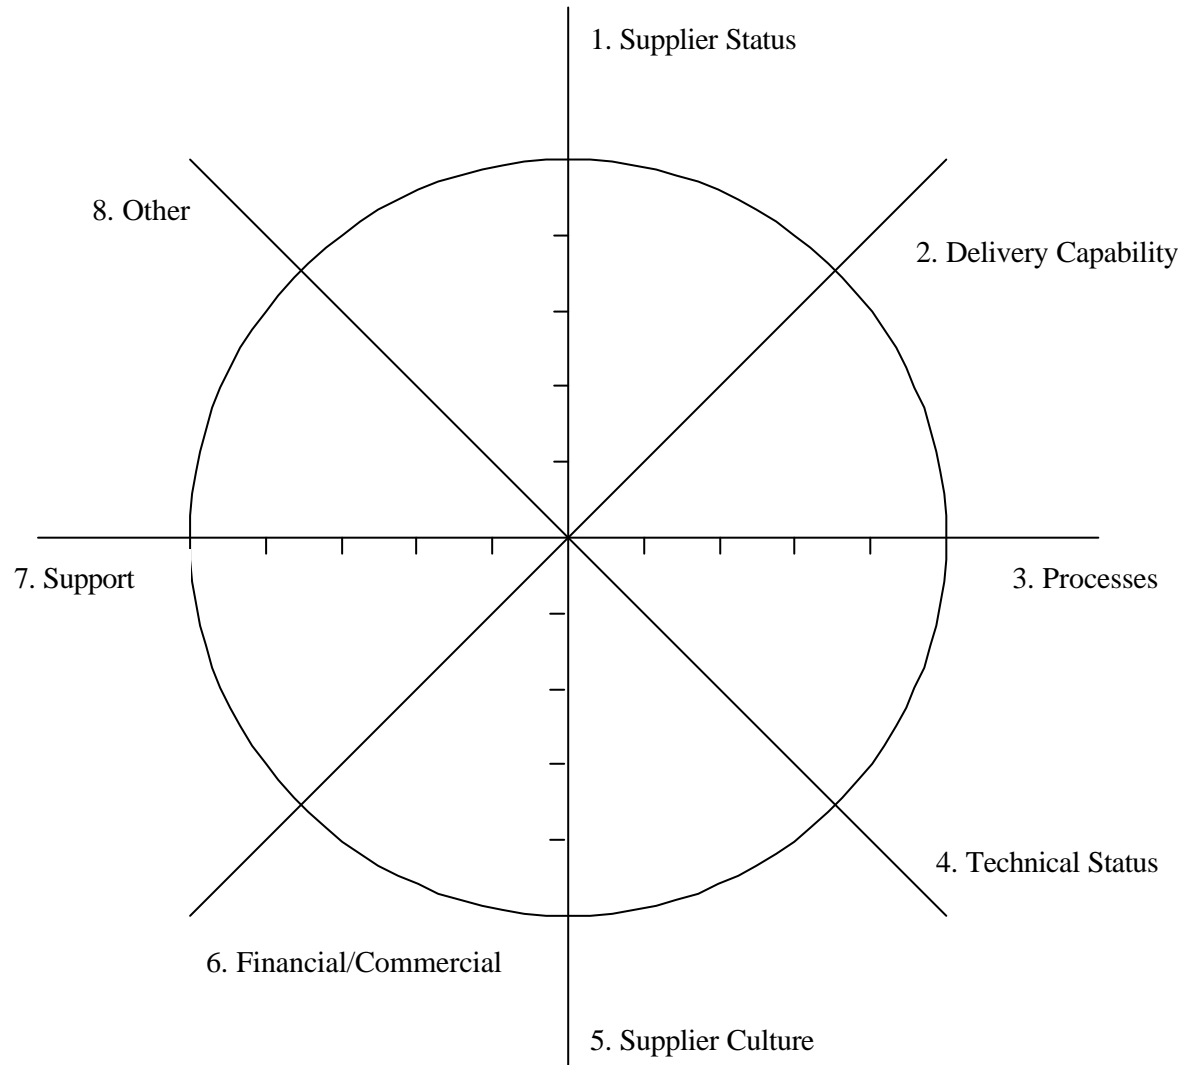 1. Supplier Status
8. Other
2. Delivery Capability
7. Support
3. Processes
4. Technical Status
6. Financial/Commercial
5. Supplier Culture